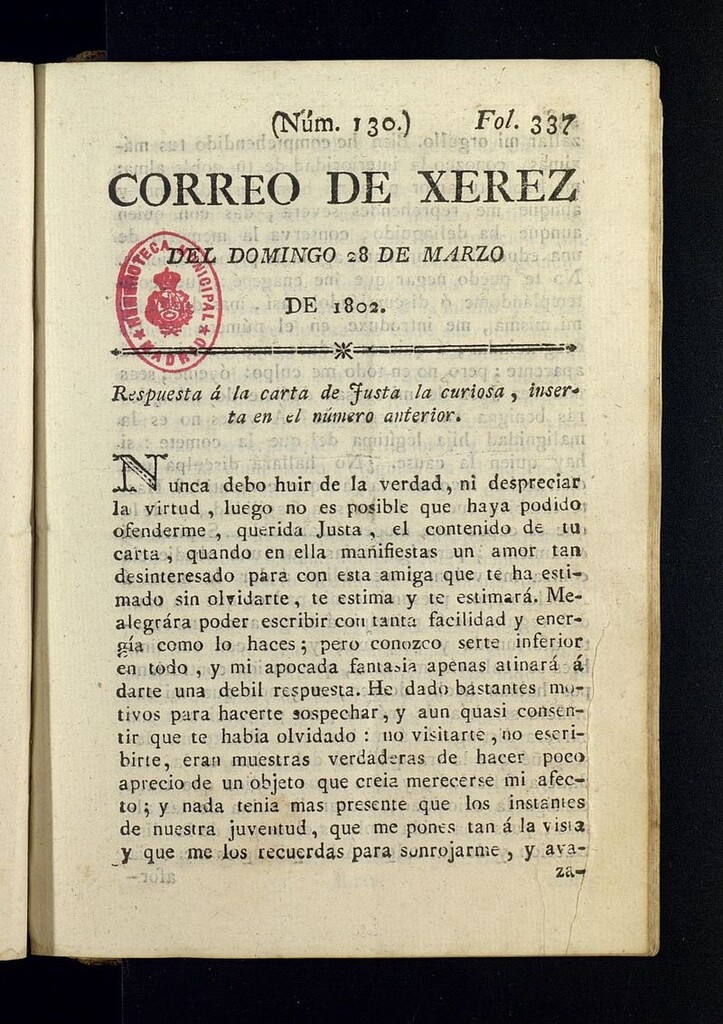 (Núm. 130.) Fol. 337
CORREO DE XEREZ
DEL DOMINGO 28 DE MARZO
DE 1802.
BIBLIOTECA MUNICIPAL
MADRID
Respuesta á la carta de Justa la curiosa, inser-
ta en el número anterior.
Nunca debo huir de la verdad, ni despreciar
la virtud, luego no es posible que haya podido
ofenderme, querida Justa, el contenido de tu
carta, quando en ella manifiestas un amor tan
desinteresado para con esta amiga que te ha esti-
mado sin olvidarte, te estima y te estimará. Me-
alegrára poder escribir con tanta facilidad y ener-
gía como lo haces; pero conozco serte inferior
en todo, y mi apocada fantasia apenas atinará á
darte una debil respuesta. He dado bastantes mo-
tivos para hacerte sospechar, y aun quasi consen-
tir que te habia olvidado: no visitarte, no escri-
birte, eran muestras verdaderas de hacer poco
aprecio de un objeto que creia merecerse mi afec-
to; y nada tenia mas presente que los instantes
de nuestra juventud, que me pones tan á la vista
y que me los recuerdas para sonrojarme, y ava-
za-